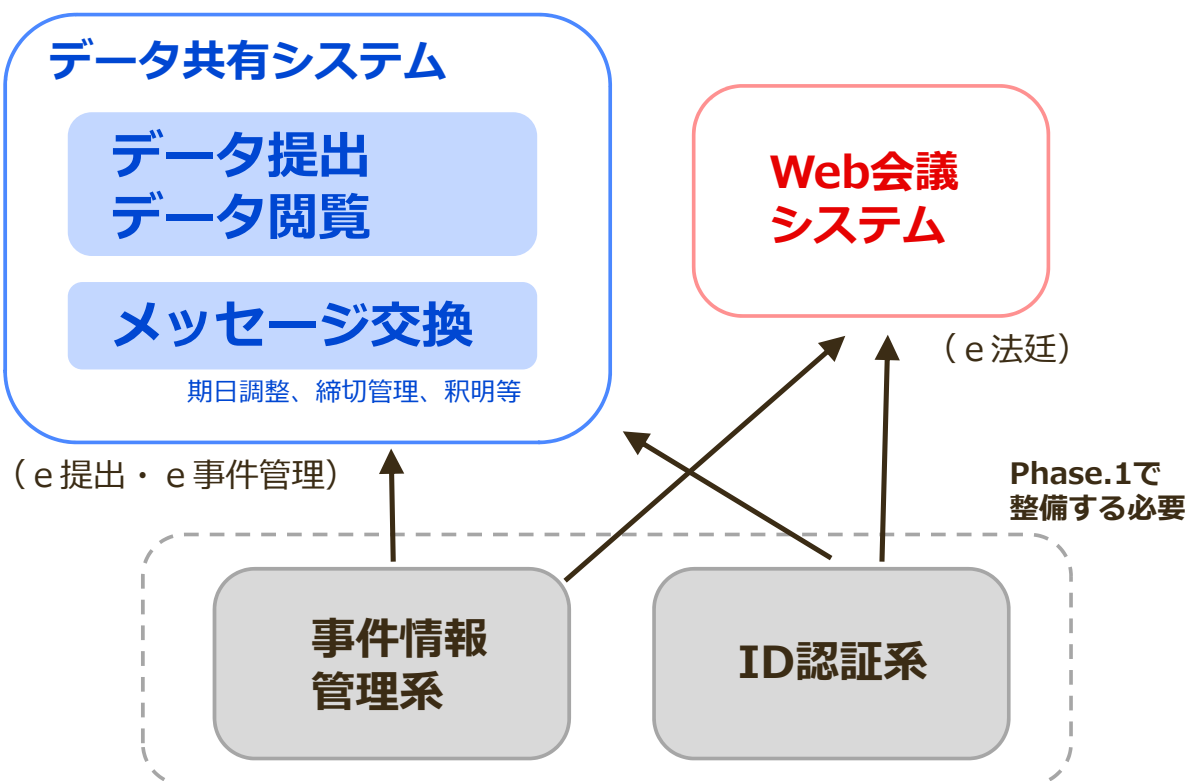 データ共有システム
データ提出
データ閲覧
メッセージ交換
期日調整、締切管理、釈明等
（ｅ提出・ｅ事件管理）
Web会議
システム
（ｅ法廷）
Phase.1で
整備する必要
事件情報
管理系
ID認証系